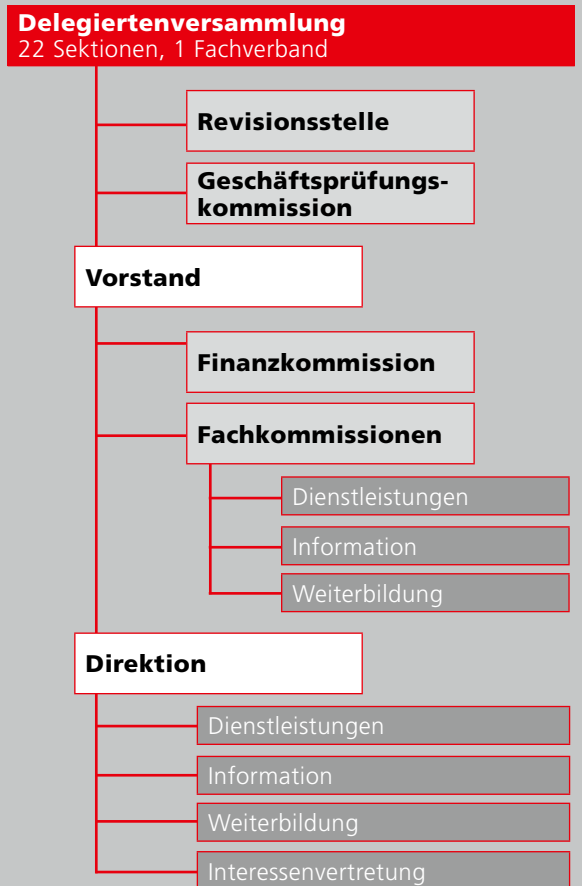 Delegiertenversammlung
22 Sektionen, 1 Fachverband
Revisionsstelle
Geschäftsprüfungs-
kommission
Vorstand
Finanzkommission
Fachkommissionen
Dienstleistungen
Information
Weiterbildung
Direktion
Dienstleistungen
Information
Weiterbildung
Interessenvertretung